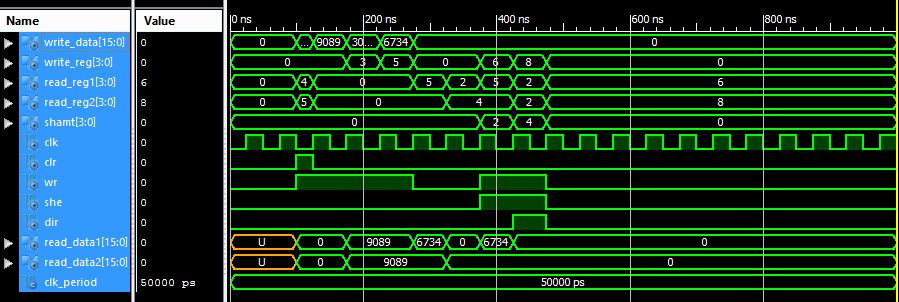 Name Value 0 ns 200 ns 400 ns 600 ns 800 ns
write_data[15:0] 0 0 ... 9089 30... 6734 0
write_reg[3:0] 0 0 3 5 0 6 8 0
read_reg1[3:0] 6 0 4 0 5 2 5 2 6
read_reg2[3:0] 8 0 5 0 4 2 8
shamt[3:0] 0 0 2 4 0
clk 0
clr 0
wr 0
she 0
dir 0
read_data1[15:0] 0 U 0 9089 6734 0 6734 0
read_data2[15:0] 0 U 0 9089 0
clk_period 50000 ps 50000 ps